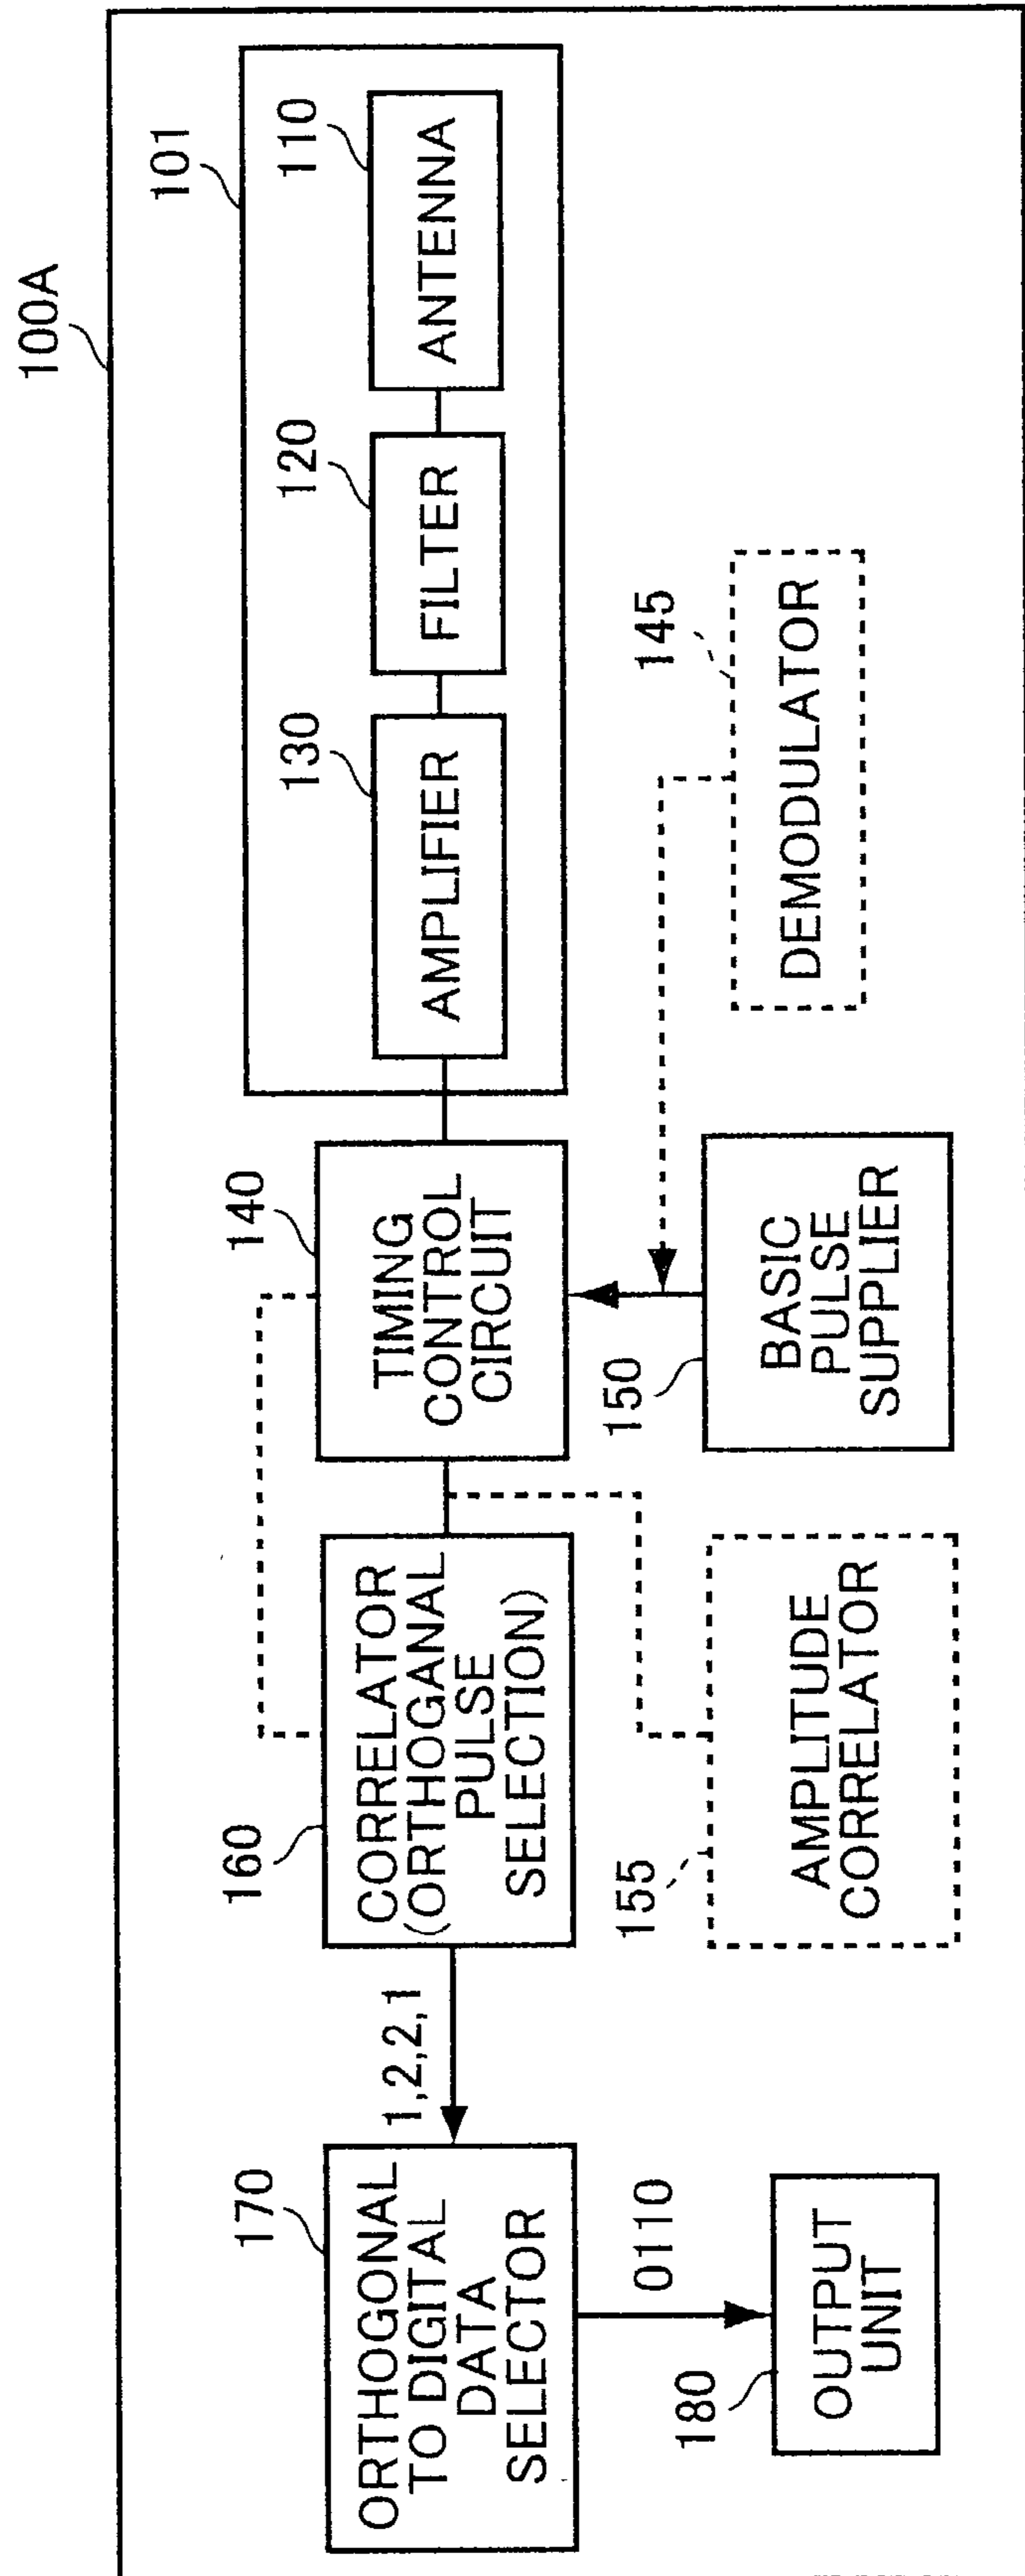 100A
101
110
ANTENNA
120
FILTER
130
AMPLIFIER
140
TIMING
CONTROL
CIRCUIT
145
DEMODULATOR
150
BASIC
PULSE
SUPPLIER
160
CORRELATOR
(ORTHOGANAL
PULSE
SELECTION)
155
AMPLITUDE
CORRELATOR
1,2,2,1
170
ORTHOGONAL
TO DIGITAL
DATA
SELECTOR
0110
180
OUTPUT
UNIT